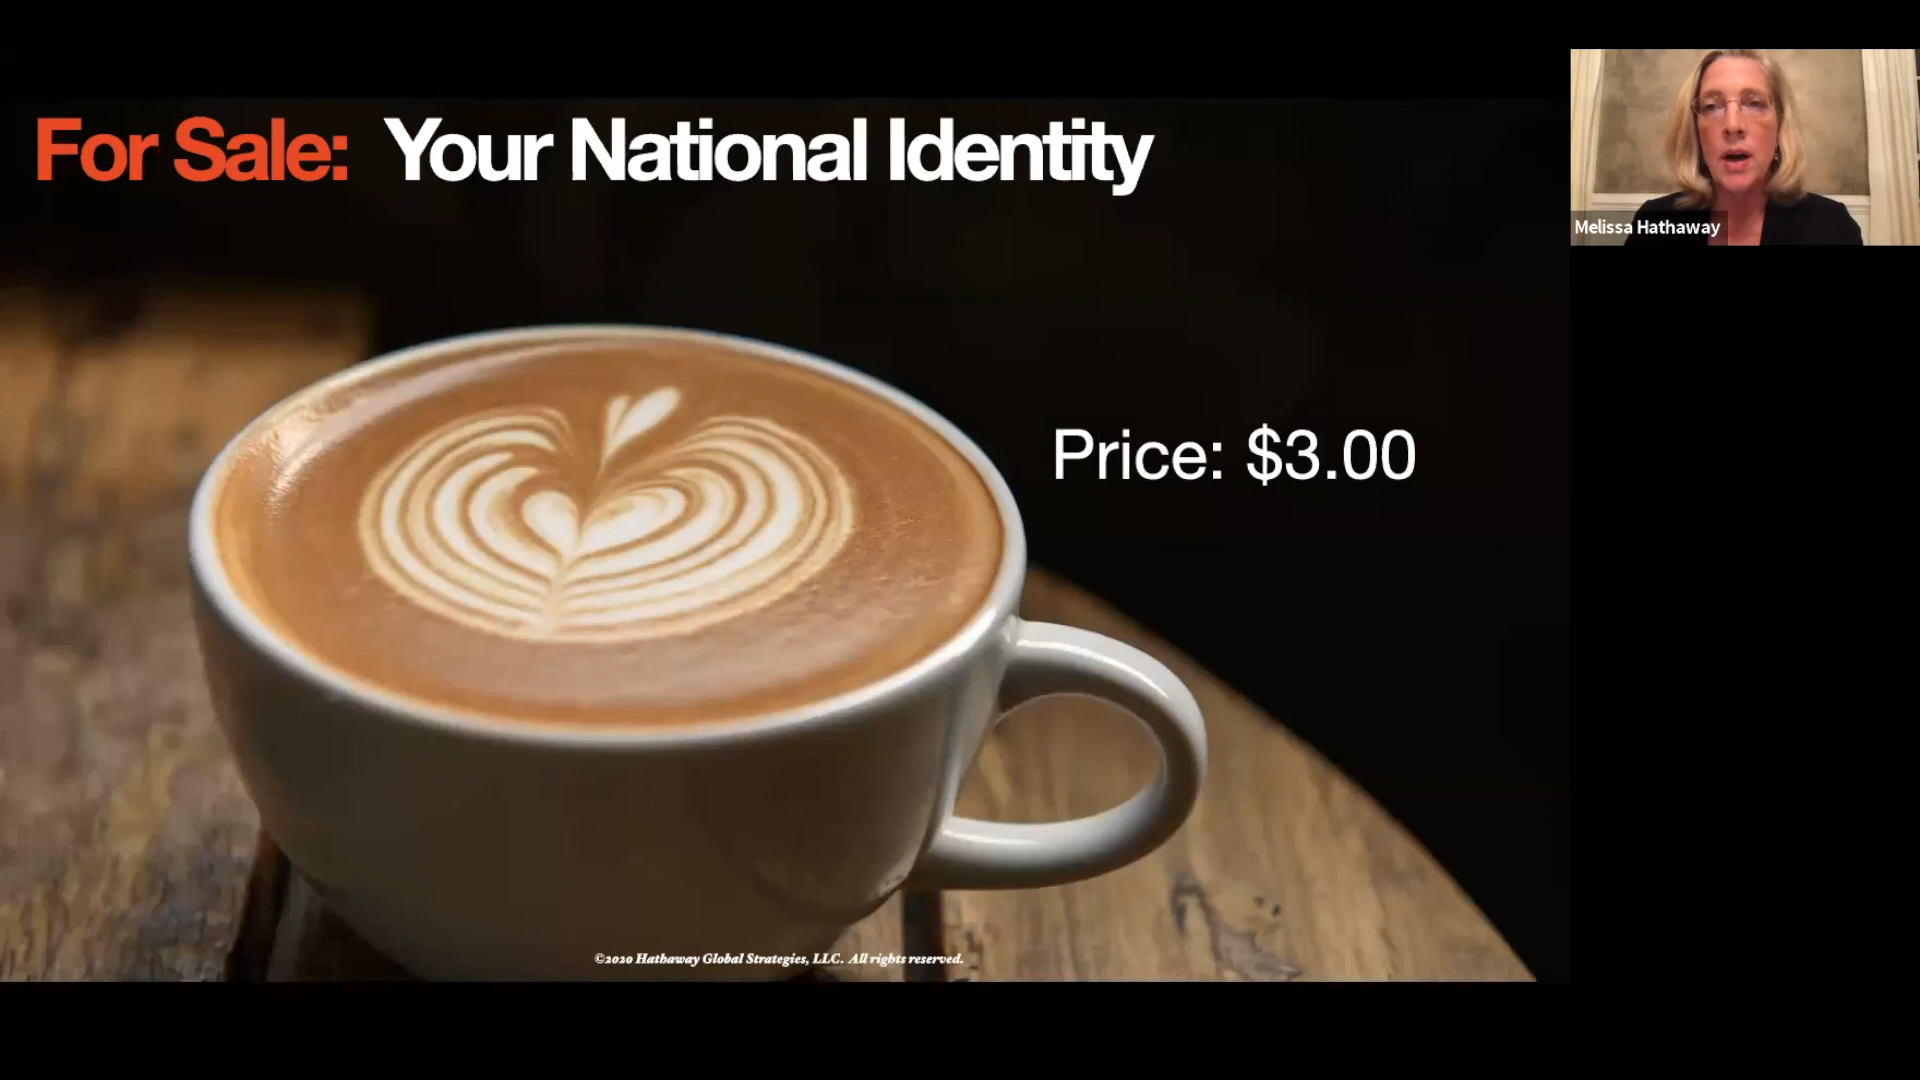 For Sale: Your National Identity
Melissa Hathaway
Price: $3.00
©2020 Hathaway Global Strategies, LLC. All rights reserved.